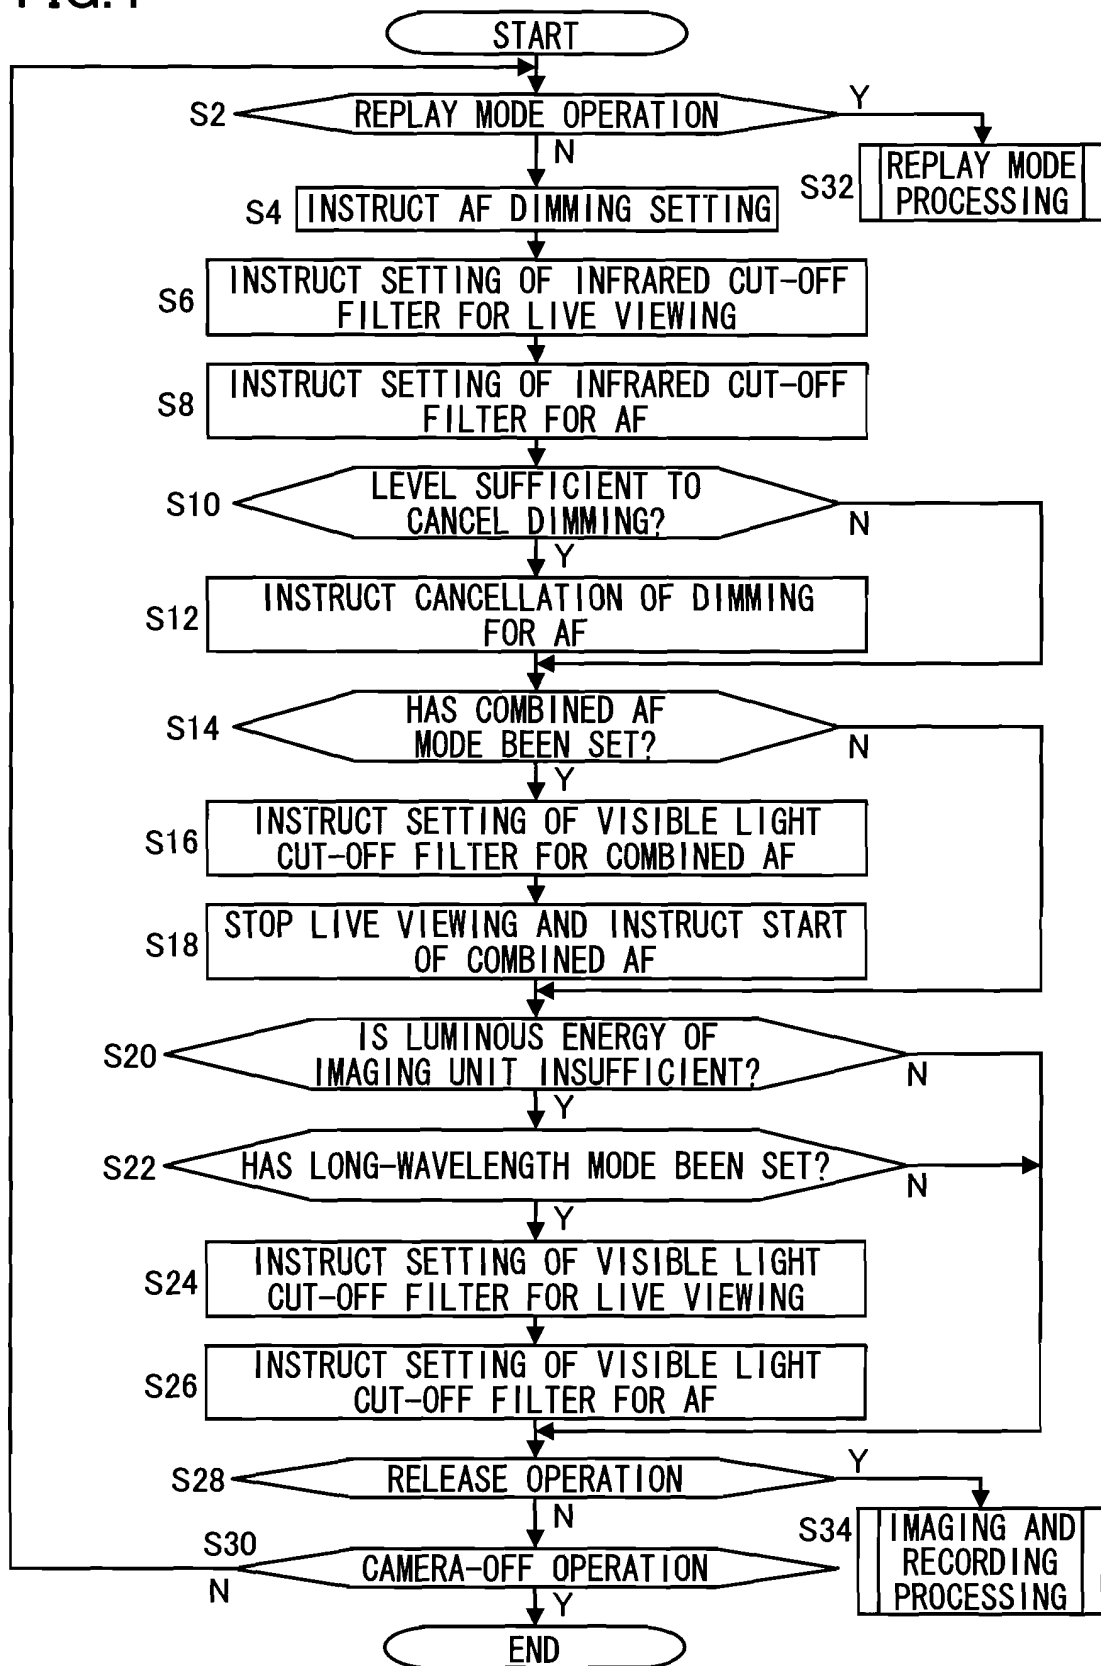 START
S2
REPLAY MODE OPERATION
Y
N
S32
REPLAY MODE
PROCESSING
S4
INSTRUCT AF DIMMING SETTING
S6
INSTRUCT SETTING OF INFRARED CUT-OFF
FILTER FOR LIVE VIEWING
S8
INSTRUCT SETTING OF INFRARED CUT-OFF
FILTER FOR AF
S10
LEVEL SUFFICIENT TO
CANCEL DIMMING?
N
Y
S12
INSTRUCT CANCELLATION OF DIMMING
FOR AF
S14
HAS COMBINED AF
MODE BEEN SET?
N
Y
S16
INSTRUCT SETTING OF VISIBLE LIGHT
CUT-OFF FILTER FOR COMBINED AF
S18
STOP LIVE VIEWING AND INSTRUCT START
OF COMBINED AF
S20
IS LUMINOUS ENERGY OF
IMAGING UNIT INSUFFICIENT?
N
Y
S22
HAS LONG-WAVELENGTH MODE BEEN SET?
N
Y
S24
INSTRUCT SETTING OF VISIBLE LIGHT
CUT-OFF FILTER FOR LIVE VIEWING
S26
INSTRUCT SETTING OF VISIBLE LIGHT
CUT-OFF FILTER FOR AF
S28
RELEASE OPERATION
Y
N
S34
IMAGING AND
RECORDING
PROCESSING
S30
CAMERA-OFF OPERATION
N
Y
END